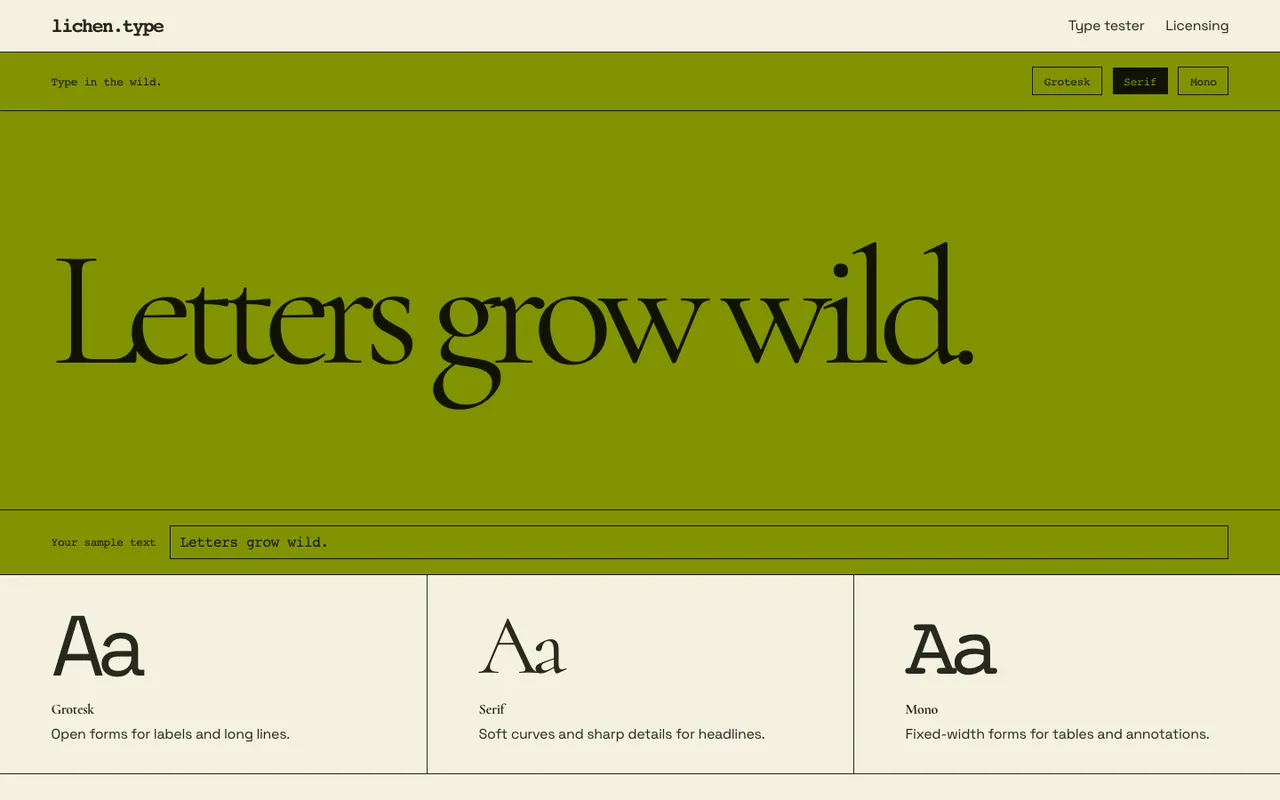 lichen.type
Type tester Licensing
Type in the wild.
Grotesk Serif Mono
Letters grow wild.
Your sample text Letters grow wild.
Aa
Grotesk
Open forms for labels and long lines.
Aa
Serif
Soft curves and sharp details for headlines.
Aa
Mono
Fixed-width forms for tables and annotations.